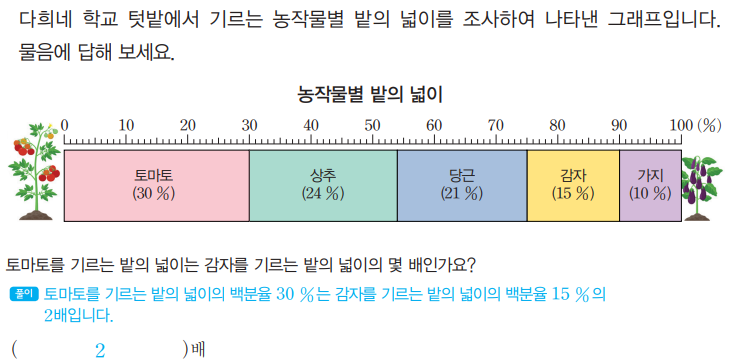 다희네 학교 텃밭에서 기르는 농작물별 밭의 넓이를 조사하여 나타낸 그래프입니다.
물음에 답해 보세요.
농작물별 밭의 넓이
0 10 20 30 40 50 60 70 80 90 100 (%)
토마토 상추 당근 감자 가지
(30 %) (24 %) (21 %) (15 %) (10 %)
토마토를 기르는 밭의 넓이는 감자를 기르는 밭의 넓이의 몇 배인가요?
풀이 토마토를 기르는 밭의 넓이의 백분율 30 %는 감자를 기르는 밭의 넓이의 백분율 15 %의
2배입니다.
( 2 )배